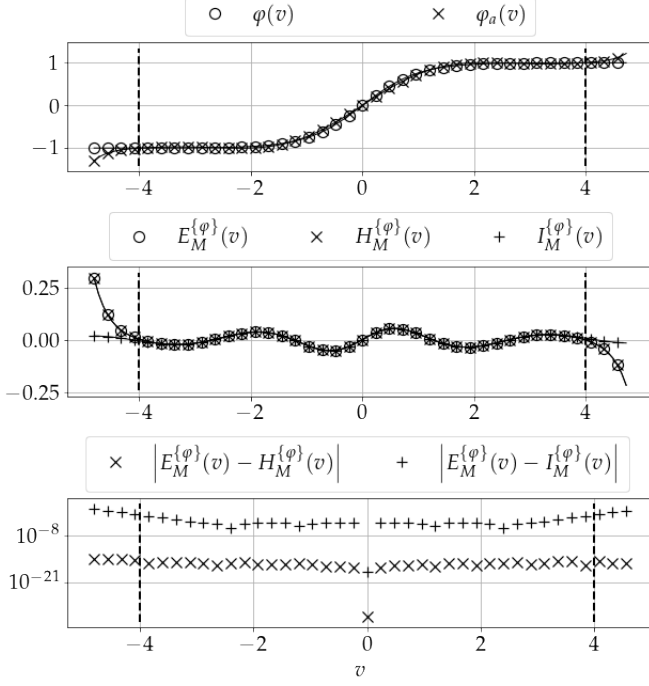 ○ φ(v) × φ_a(v)
1
0
−1
−4 −2 0 2 4
○ E_M^{φ}(v) × H_M^{φ}(v) + I_M^{φ}(v)
0.25
0.00
−0.25
−4 −2 0 2 4
× |E_M^{φ}(v) − H_M^{φ}(v)| + |E_M^{φ}(v) − I_M^{φ}(v)|
10^{−8}
10^{−21}
−4 −2 0 2 4
v